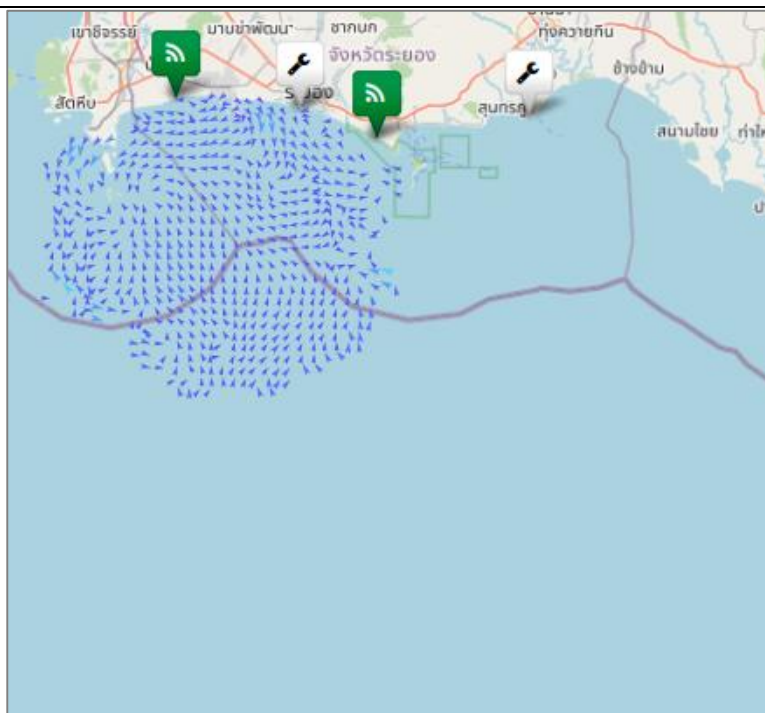 เขาชีจรรย์
มาบข่าพัฒนา
ชากบก
ทุ่งควายกิน
จังหวัดระยอง
ช้างข้าม
สัตหีบ
สุนทรภู่
สนามไชย